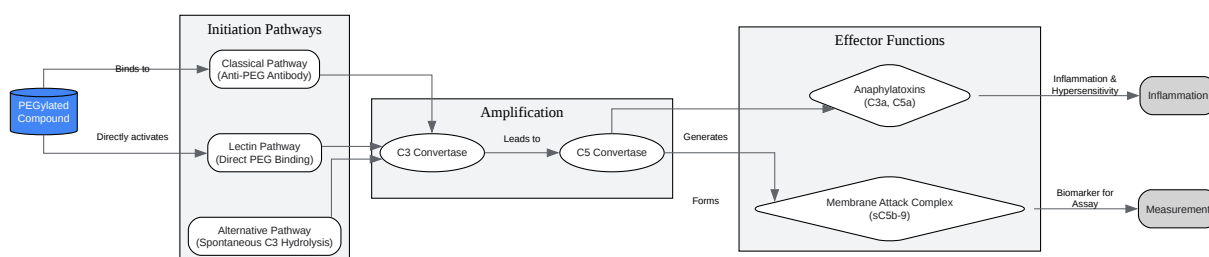 Initiation Pathways
Classical Pathway
(Anti-PEG Antibody)
Binds to
PEGylated
Compound
Directly activates
Lectin Pathway
(Direct PEG Binding)
Alternative Pathway
(Spontaneous C3 Hydrolysis)
Amplification
C3 Convertase
Leads to
C5 Convertase
Generates
Forms
Effector Functions
Anaphylatoxins
(C3a, C5a)
Membrane Attack Complex
(sC5b-9)
Inflammation &
Hypersensitivity
Inflammation
Biomarker for
Assay
Measurement